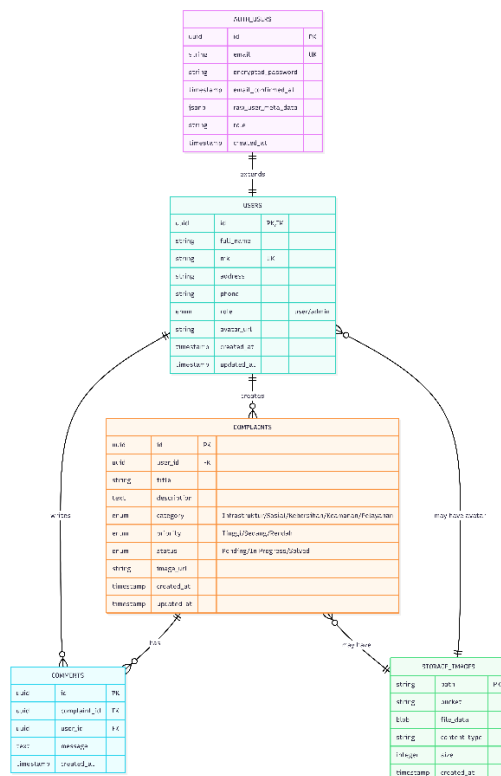 AUTH_USERS
uuid id PK
string email UK
string encrypted_password
timestamp email_confirmed_at
jsonb raw_user_meta_data
string role
timestamp created_at
extends
USERS
uuid id PK,FK
string full_name
string UK
string address
string phone
enum role user/admin
string avatar_url
timestamp created_at
timestamp updated_at
creates
COMPLAINTS
uuid id PK
uuid user_id FK
string title
text description
enum category Infrastruktur/Sosial/Kebersihan/Keamanan/Pelayanan
enum priority Tinggi/Sedang/Rendah
enum status Pending/In Progress/Solved
string image_url
timestamp created_at
timestamp updated_at
writes
may have avatar
has
may have
COMMENTS
uuid id PK
uuid complaint_id FK
uuid user_id FK
text message
timestamp created_at
STORAGE_IMAGES
string path PK
string bucket
blob file_data
string content_type
integer size
timestamp created_at